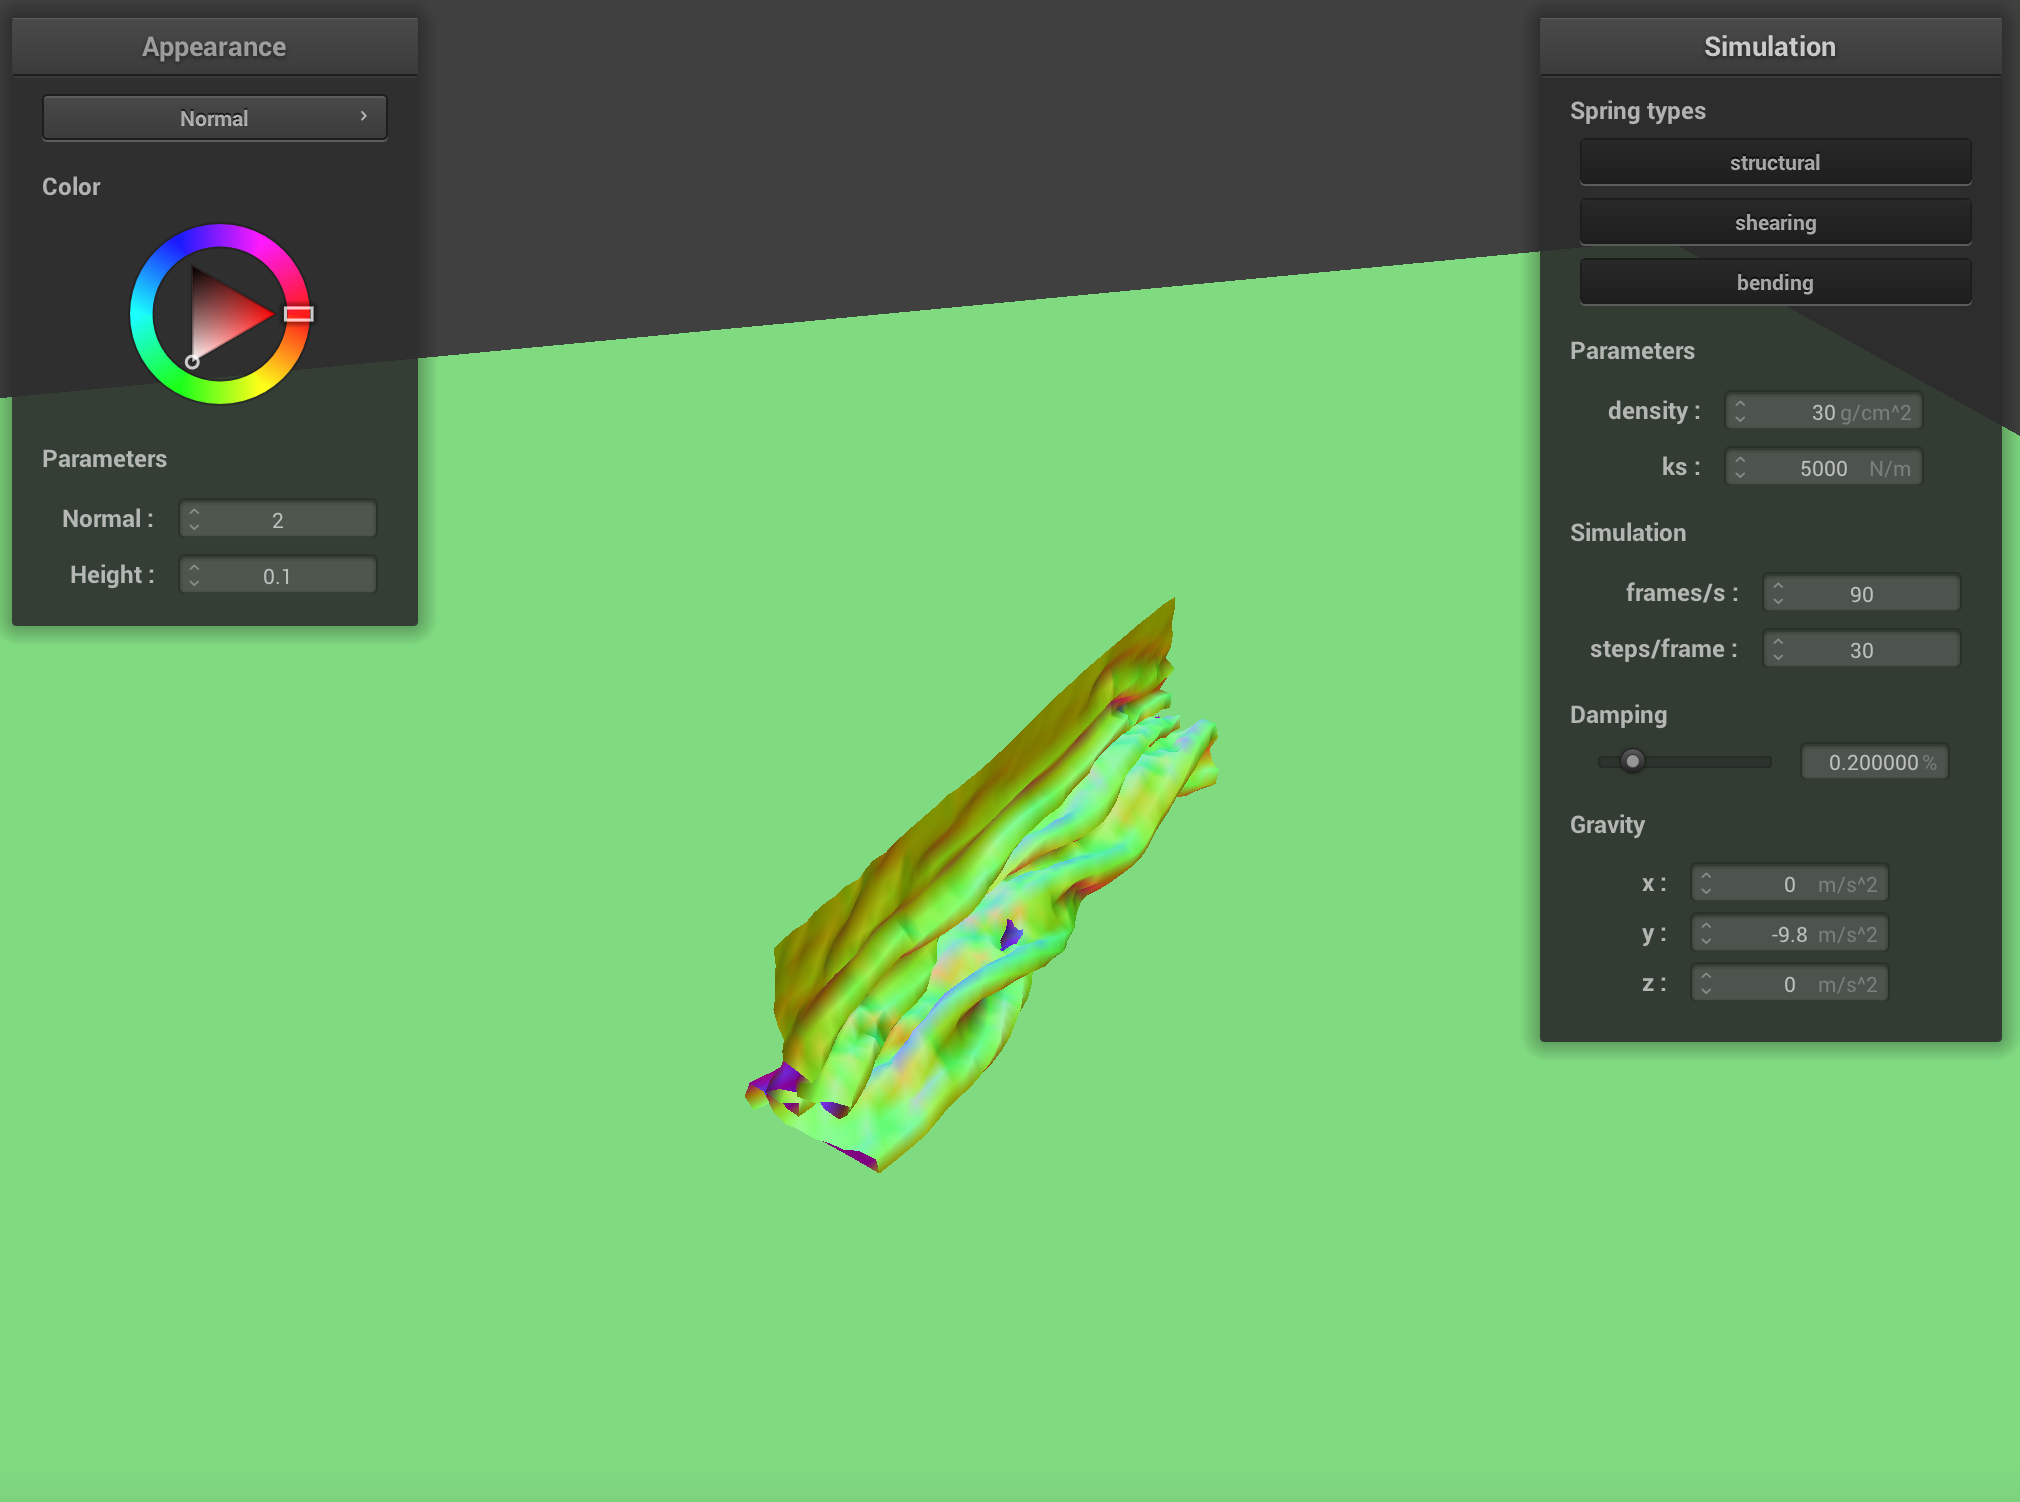 Appearance
Normal
Color
Parameters
Normal : 2
Height : 0.1
Simulation
Spring types
structural
shearing
bending
Parameters
density : 30 g/cm^2
ks : 5000 N/m
Simulation
frames/s : 90
steps/frame : 30
Damping
0.200000 %
Gravity
x : 0 m/s^2
y : -9.8 m/s^2
z : 0 m/s^2